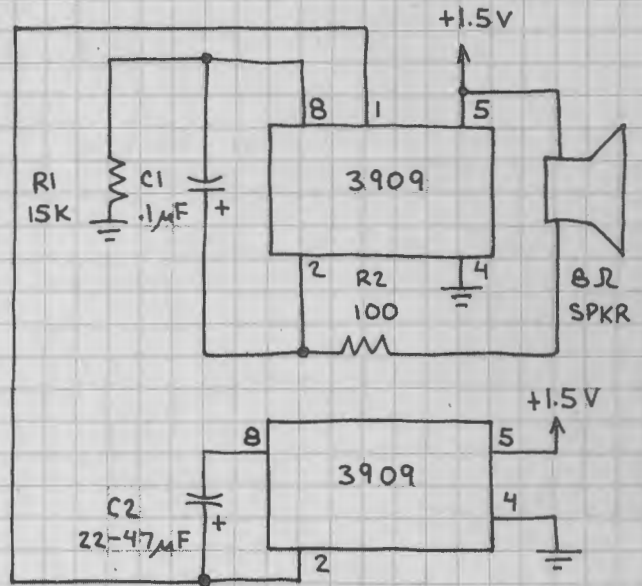 +1.5V
8 1 5
3909
R1
15K
C1
.1µF
+
2
4
R2
100
8Ω
SPKR
+1.5V
8
5
3909
4
C2
22-47µF
+
2